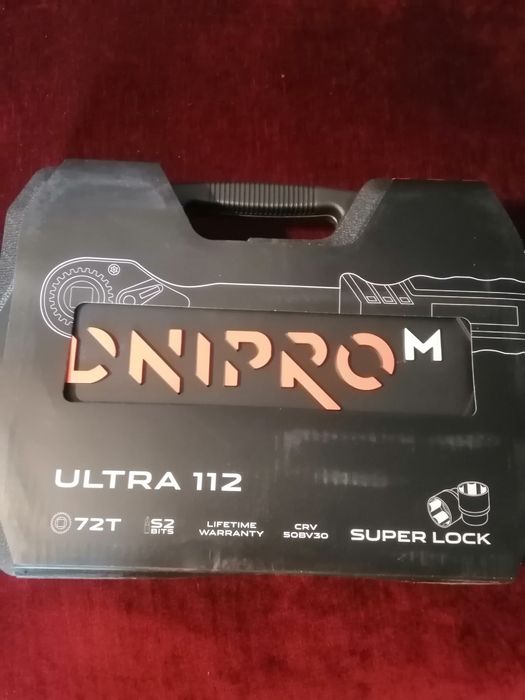 DNIPRO M
ULTRA 112
72T
S2
BITS
LIFETIME
WARRANTY
CRV
50BV30
SUPER LOCK